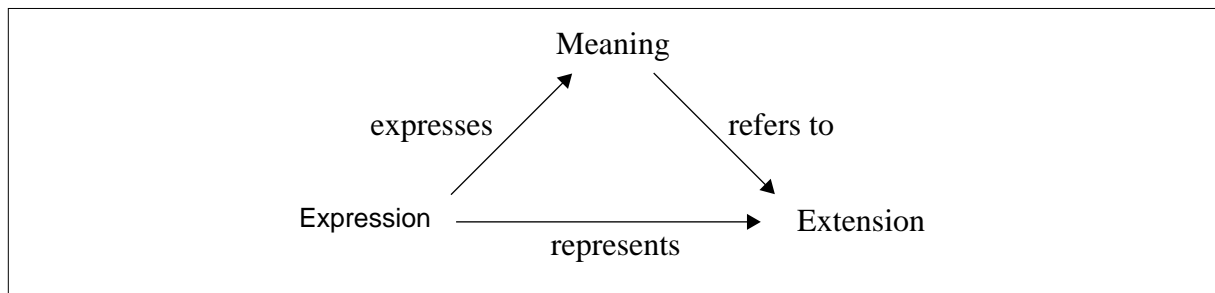 Meaning
expresses
refers to
Expression
Extension
represents